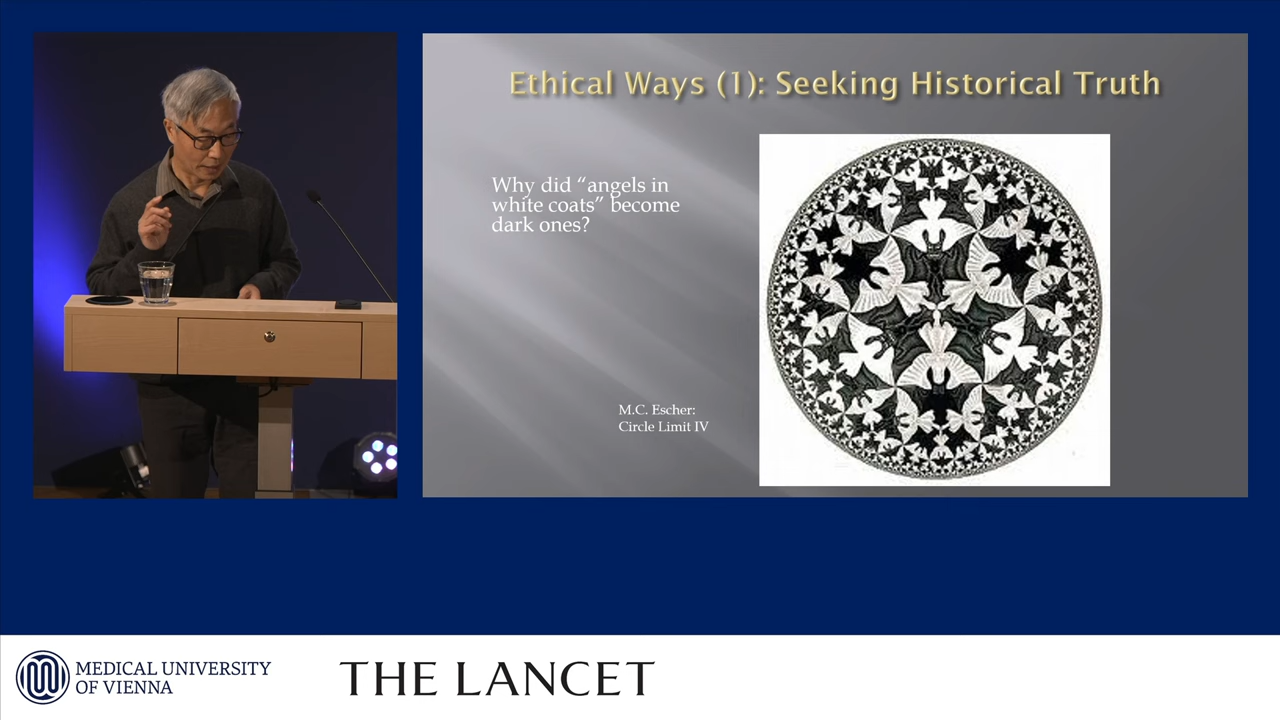 Ethical Ways (1): Seeking Historical Truth
Why did “angels in
white coats” become
dark ones?
M.C. Escher:
Circle Limit IV
MEDICAL UNIVERSITY
OF VIENNA
THE LANCET